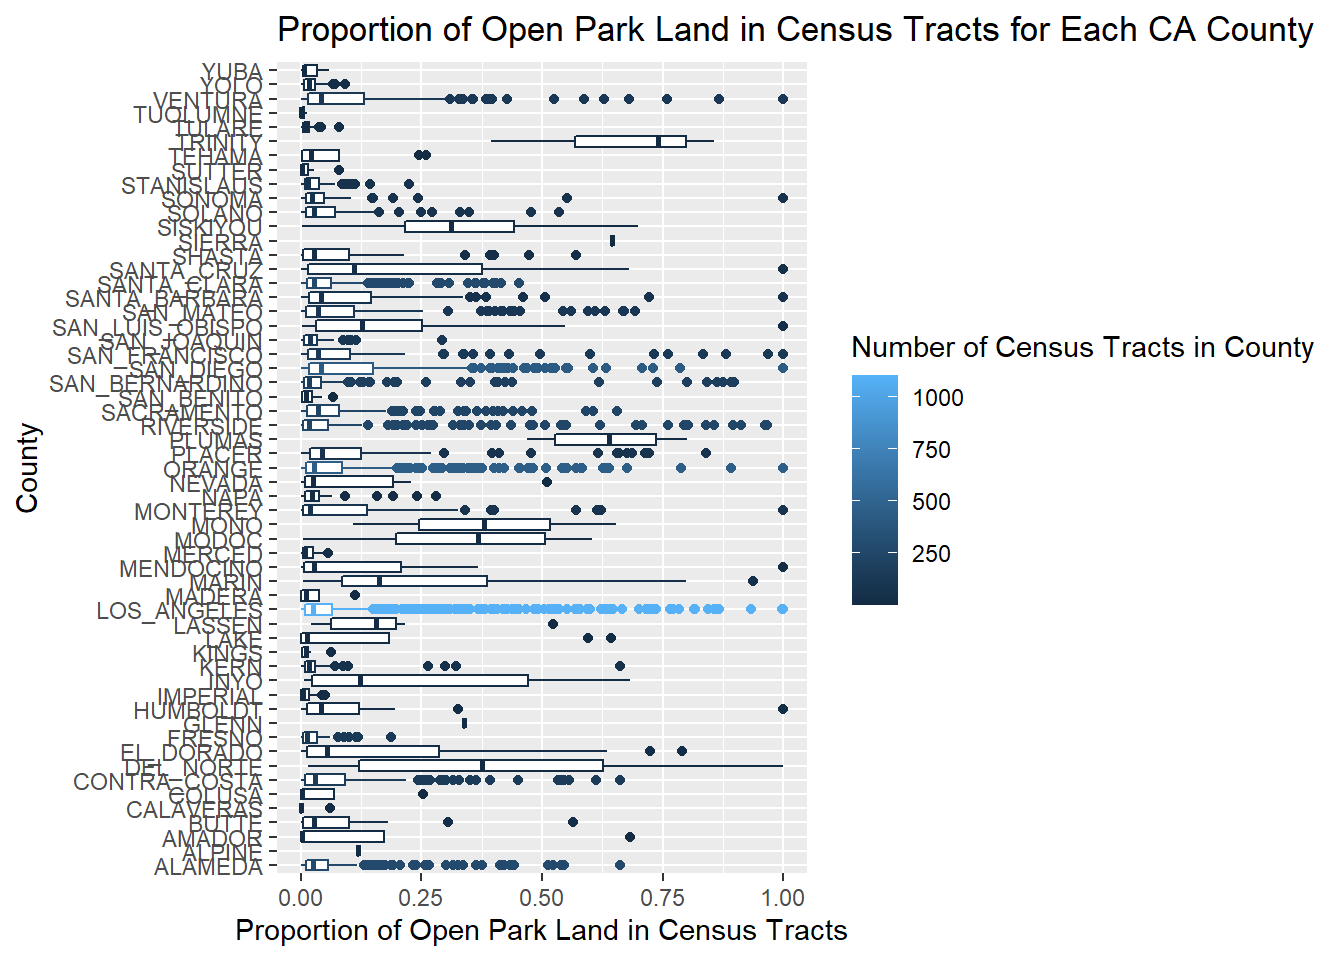 Proportion of Open Park Land in Census Tracts for Each CA County
YUBA
YOLO
VENTURA
TUOLUMNE
TULARE
TRINITY
TEHAMA
SUTTER
STANISLAUS
SONOMA
SOLANO
SISKIYOU
SIERRA
SHASTA
SANTA_CRUZ
SANTA_CLARA
SANTA_BARBARA
SAN_MATEO
SAN_LUIS_OBISPO
SAN_JOAQUIN
SAN_FRANCISCO
SAN_DIEGO
SAN_BERNARDINO
SAN_BENITO
SACRAMENTO
RIVERSIDE
PLUMAS
PLACER
ORANGE
NEVADA
NAPA
MONTEREY
MONO
MODOC
MERCED
MENDOCINO
MARIN
MADERA
LOS_ANGELES
LASSEN
LAKE
KINGS
KERN
INYO
IMPERIAL
HUMBOLDT
GLENN
FRESNO
EL_DORADO
DEL_NORTE
CONTRA_COSTA
COLUSA
CALAVERAS
BUTTE
AMADOR
ALPINE
ALAMEDA
County
0.00 0.25 0.50 0.75 1.00
Proportion of Open Park Land in Census Tracts
Number of Census Tracts in County
1000
750
500
250